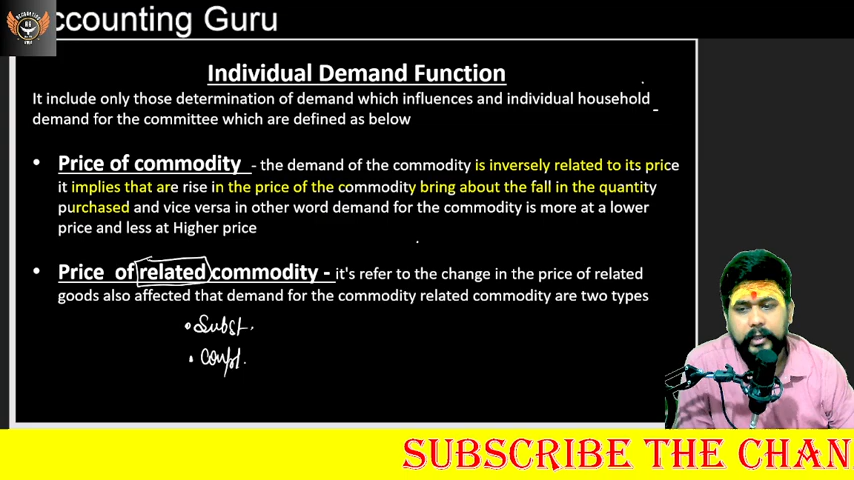 ccounting Guru
Individual Demand Function
It include only those determination of demand which influences and individual household
demand for the committee which are defined as below
• Price of commodity - the demand of the commodity is inversely related to its price
it implies that are rise in the price of the commodity bring about the fall in the quantity
purchased and vice versa in other word demand for the commodity is more at a lower
price and less at Higher price
• Price of related commodity - it's refer to the change in the price of related
goods also affected that demand for the commodity related commodity are two types
• Subst.
• Compl.
SUBSCRIBE THE CHAN